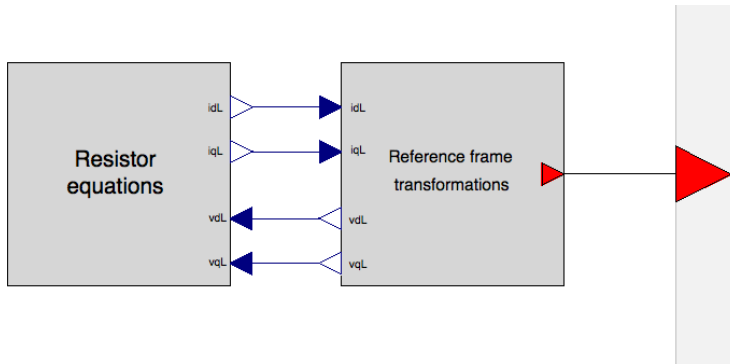 Resistor
equations
idL
iqL
vdL
vqL
idL
iqL
vdL
vqL
Reference frame
transformations